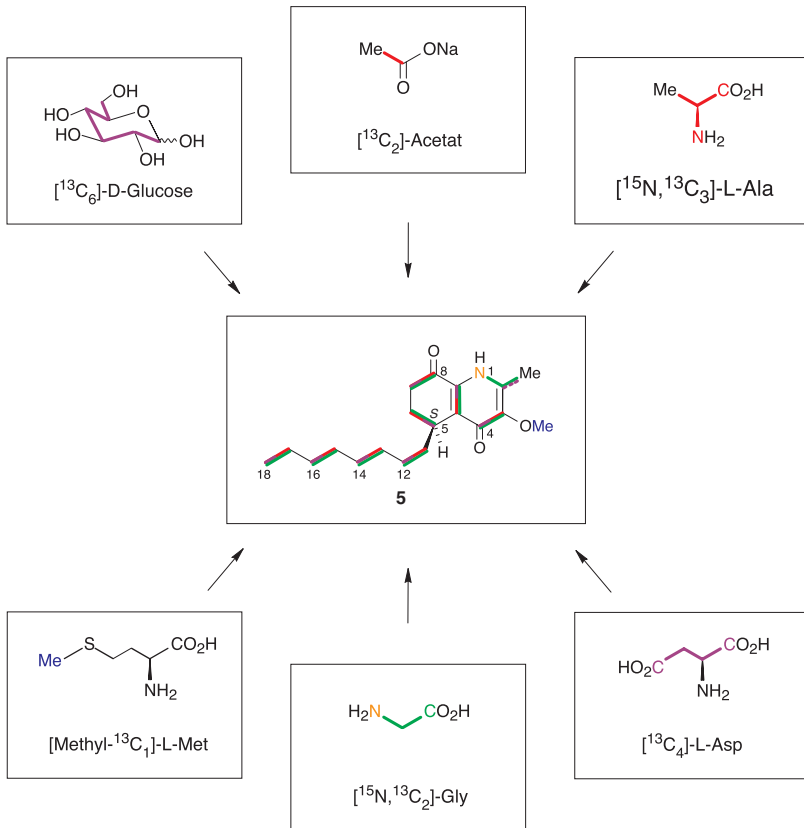 Me
ONa
O
[13C2]-Acetat
OH
HO
O
HO
OH
HO
OH
[13C6]-D-Glucose
Me
CO2H
NH2
[15N,13C3]-L-Ala
O
H
8
N
1
Me
S
5
4
OMe
O
H
18
16
14
12
5
Me
S
CO2H
NH2
[Methyl-13C1]-L-Met
H2N
CO2H
[15N,13C2]-Gly
CO2H
HO2C
NH2
[13C4]-L-Asp